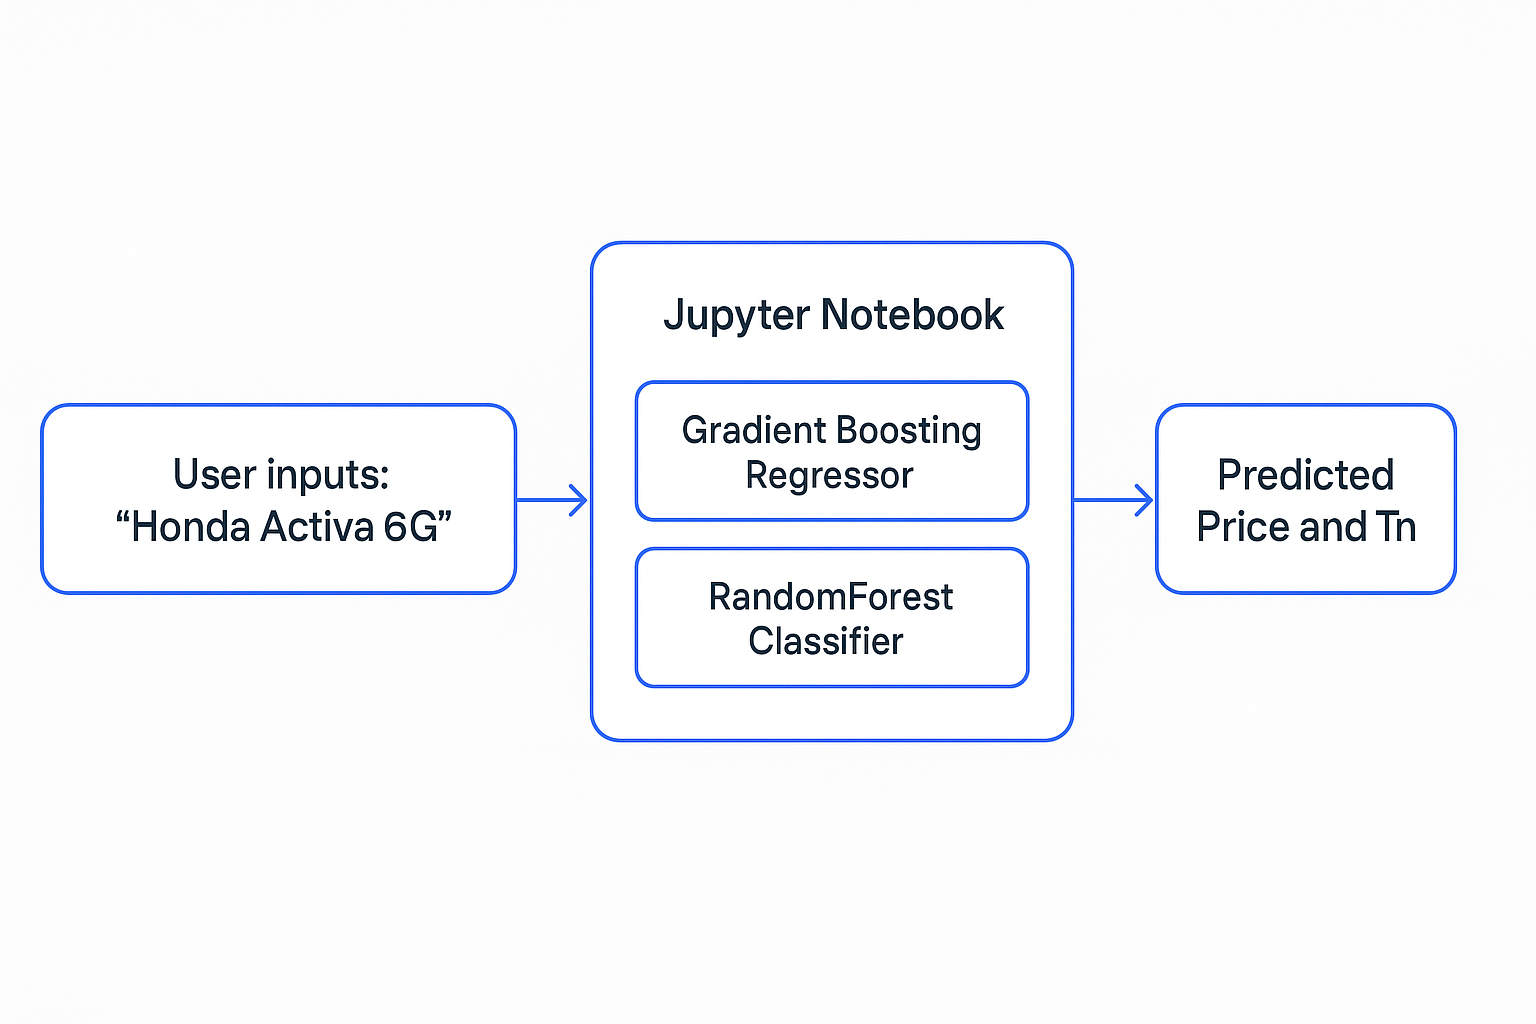 User inputs:
“Honda Activa 6G”
Jupyter Notebook
Gradient Boosting
Regressor
RandomForest
Classifier
Predicted
Price and Tn